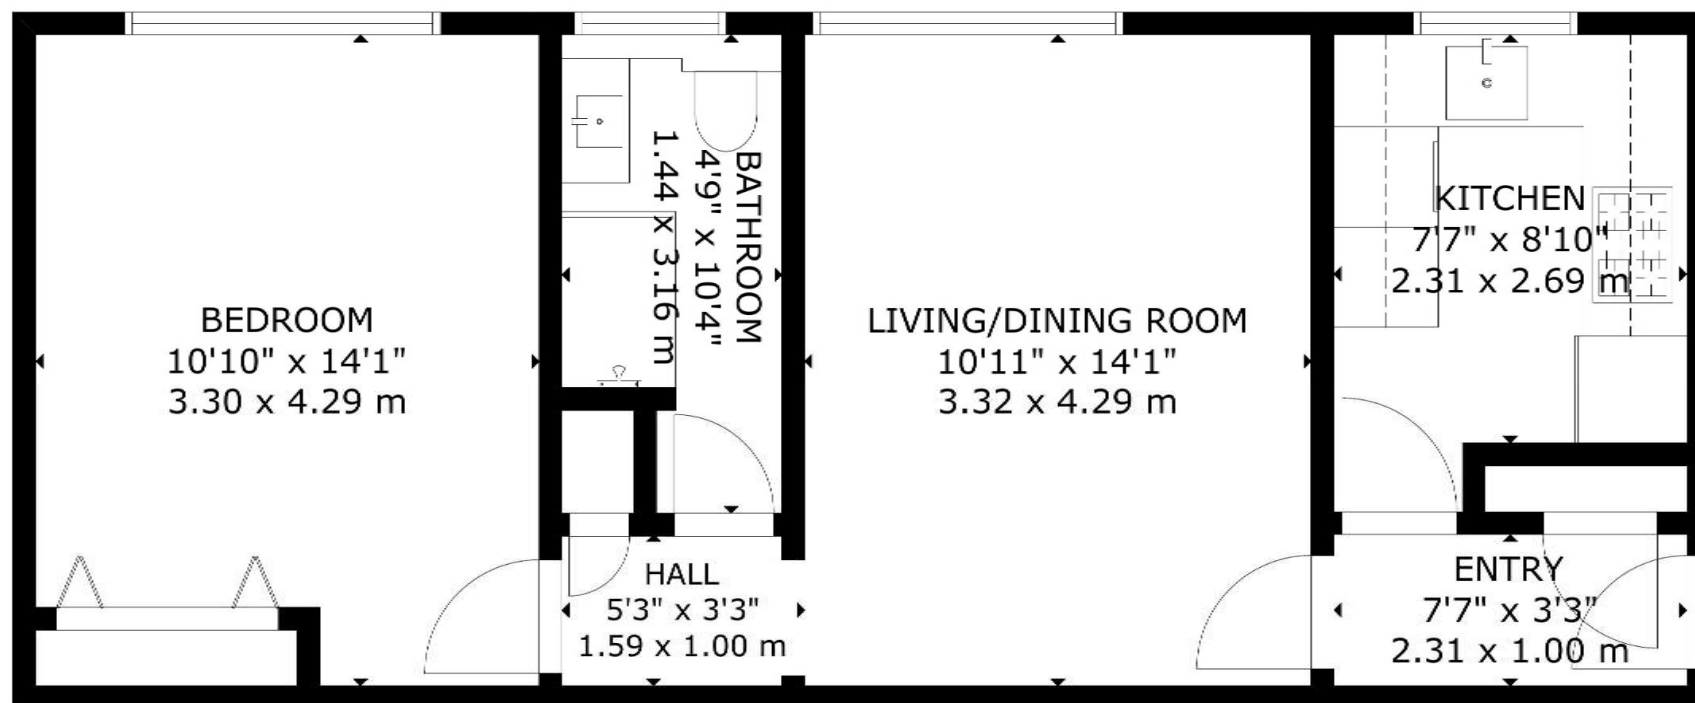 BEDROOM
10'10" x 14'1"
3.30 x 4.29 m
BATHROOM
4'9" x 10'4"
1.44 x 3.16 m
HALL
5'3" x 3'3"
1.59 x 1.00 m
LIVING/DINING ROOM
10'11" x 14'1"
3.32 x 4.29 m
KITCHEN
7'7" x 8'10"
2.31 x 2.69 m
ENTRY
7'7" x 3'3"
2.31 x 1.00 m